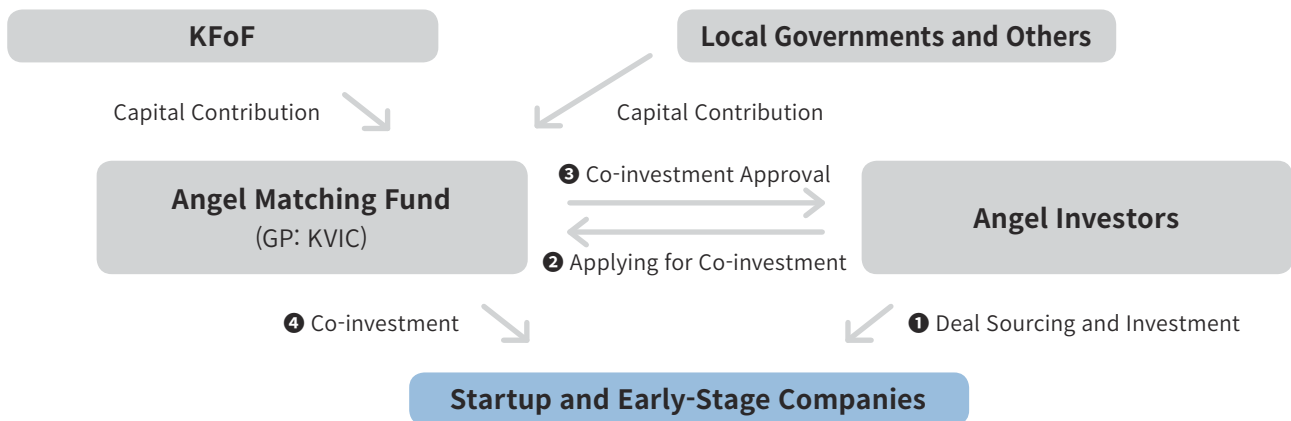 KFoF
Local Governments and Others
Capital Contribution
Capital Contribution
Angel Matching Fund
(GP: KVIC)
❸ Co-investment Approval
❷ Applying for Co-investment
Angel Investors
❹ Co-investment
❶ Deal Sourcing and Investment
Startup and Early-Stage Companies